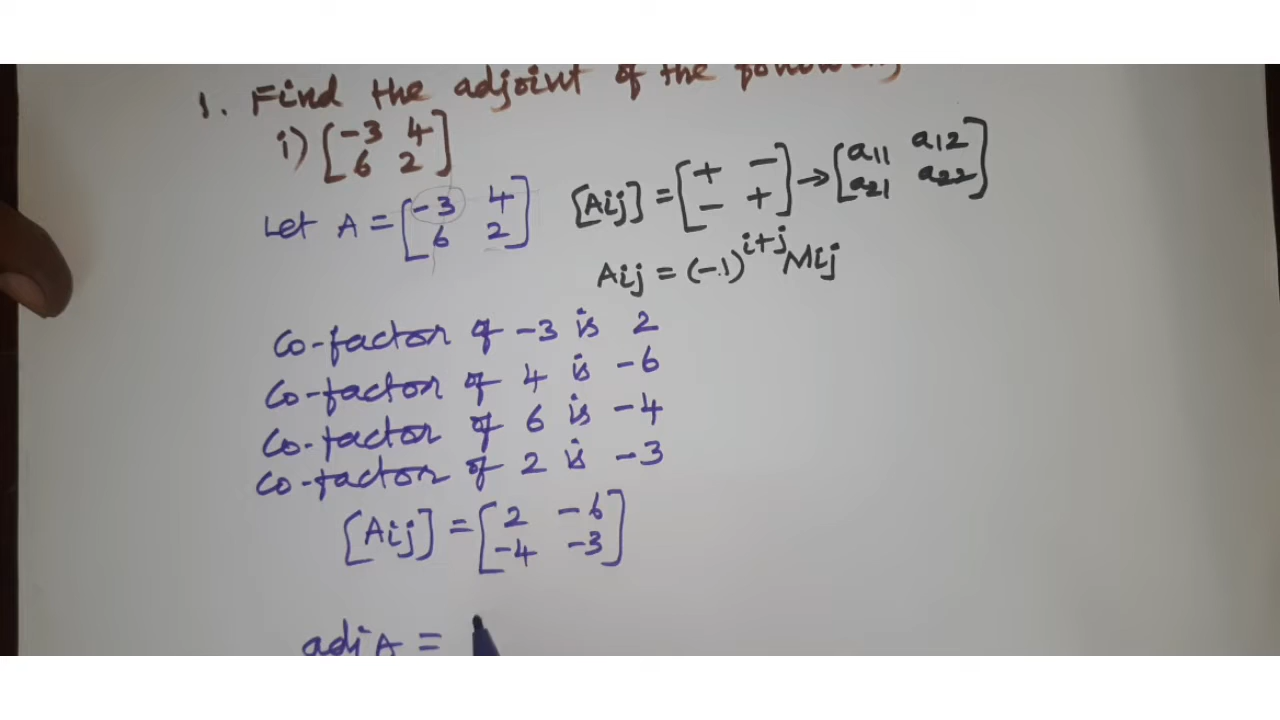 1. Find the adjoint of the following
i) [-3 4
6 2]
Let A = [-3 4
6 2]
[Aij] = [+ -
- +] → [a11 a12
a21 a22]
Aij = (-1)^i+j Mij
Co-factor of -3 is 2
Co-factor of 4 is -6
Co-factor of 6 is -4
Co-factor of 2 is -3
[Aij] = [2 -6
-4 -3]
adj A =